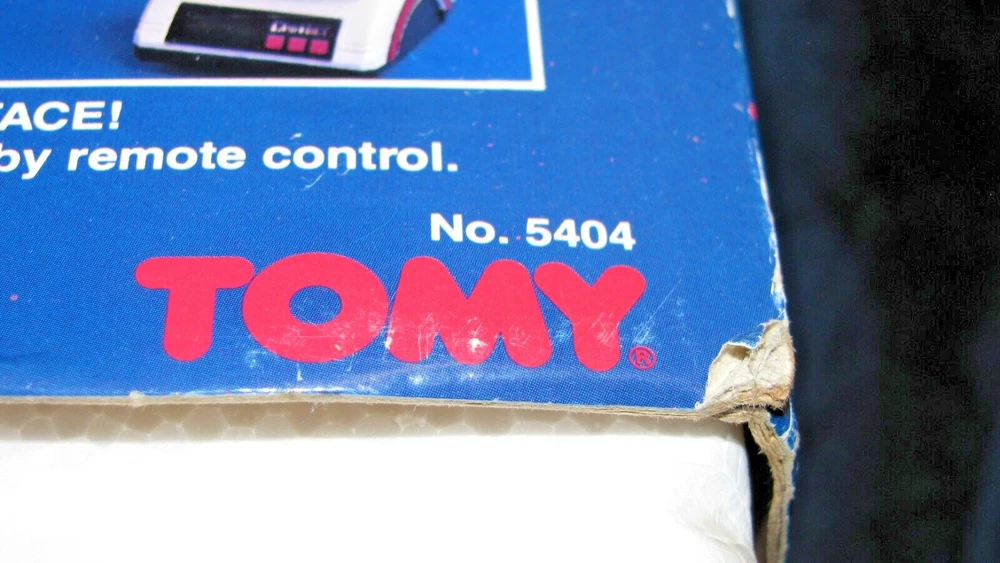 ACE!
by remote control.
No. 5404
TOMY®